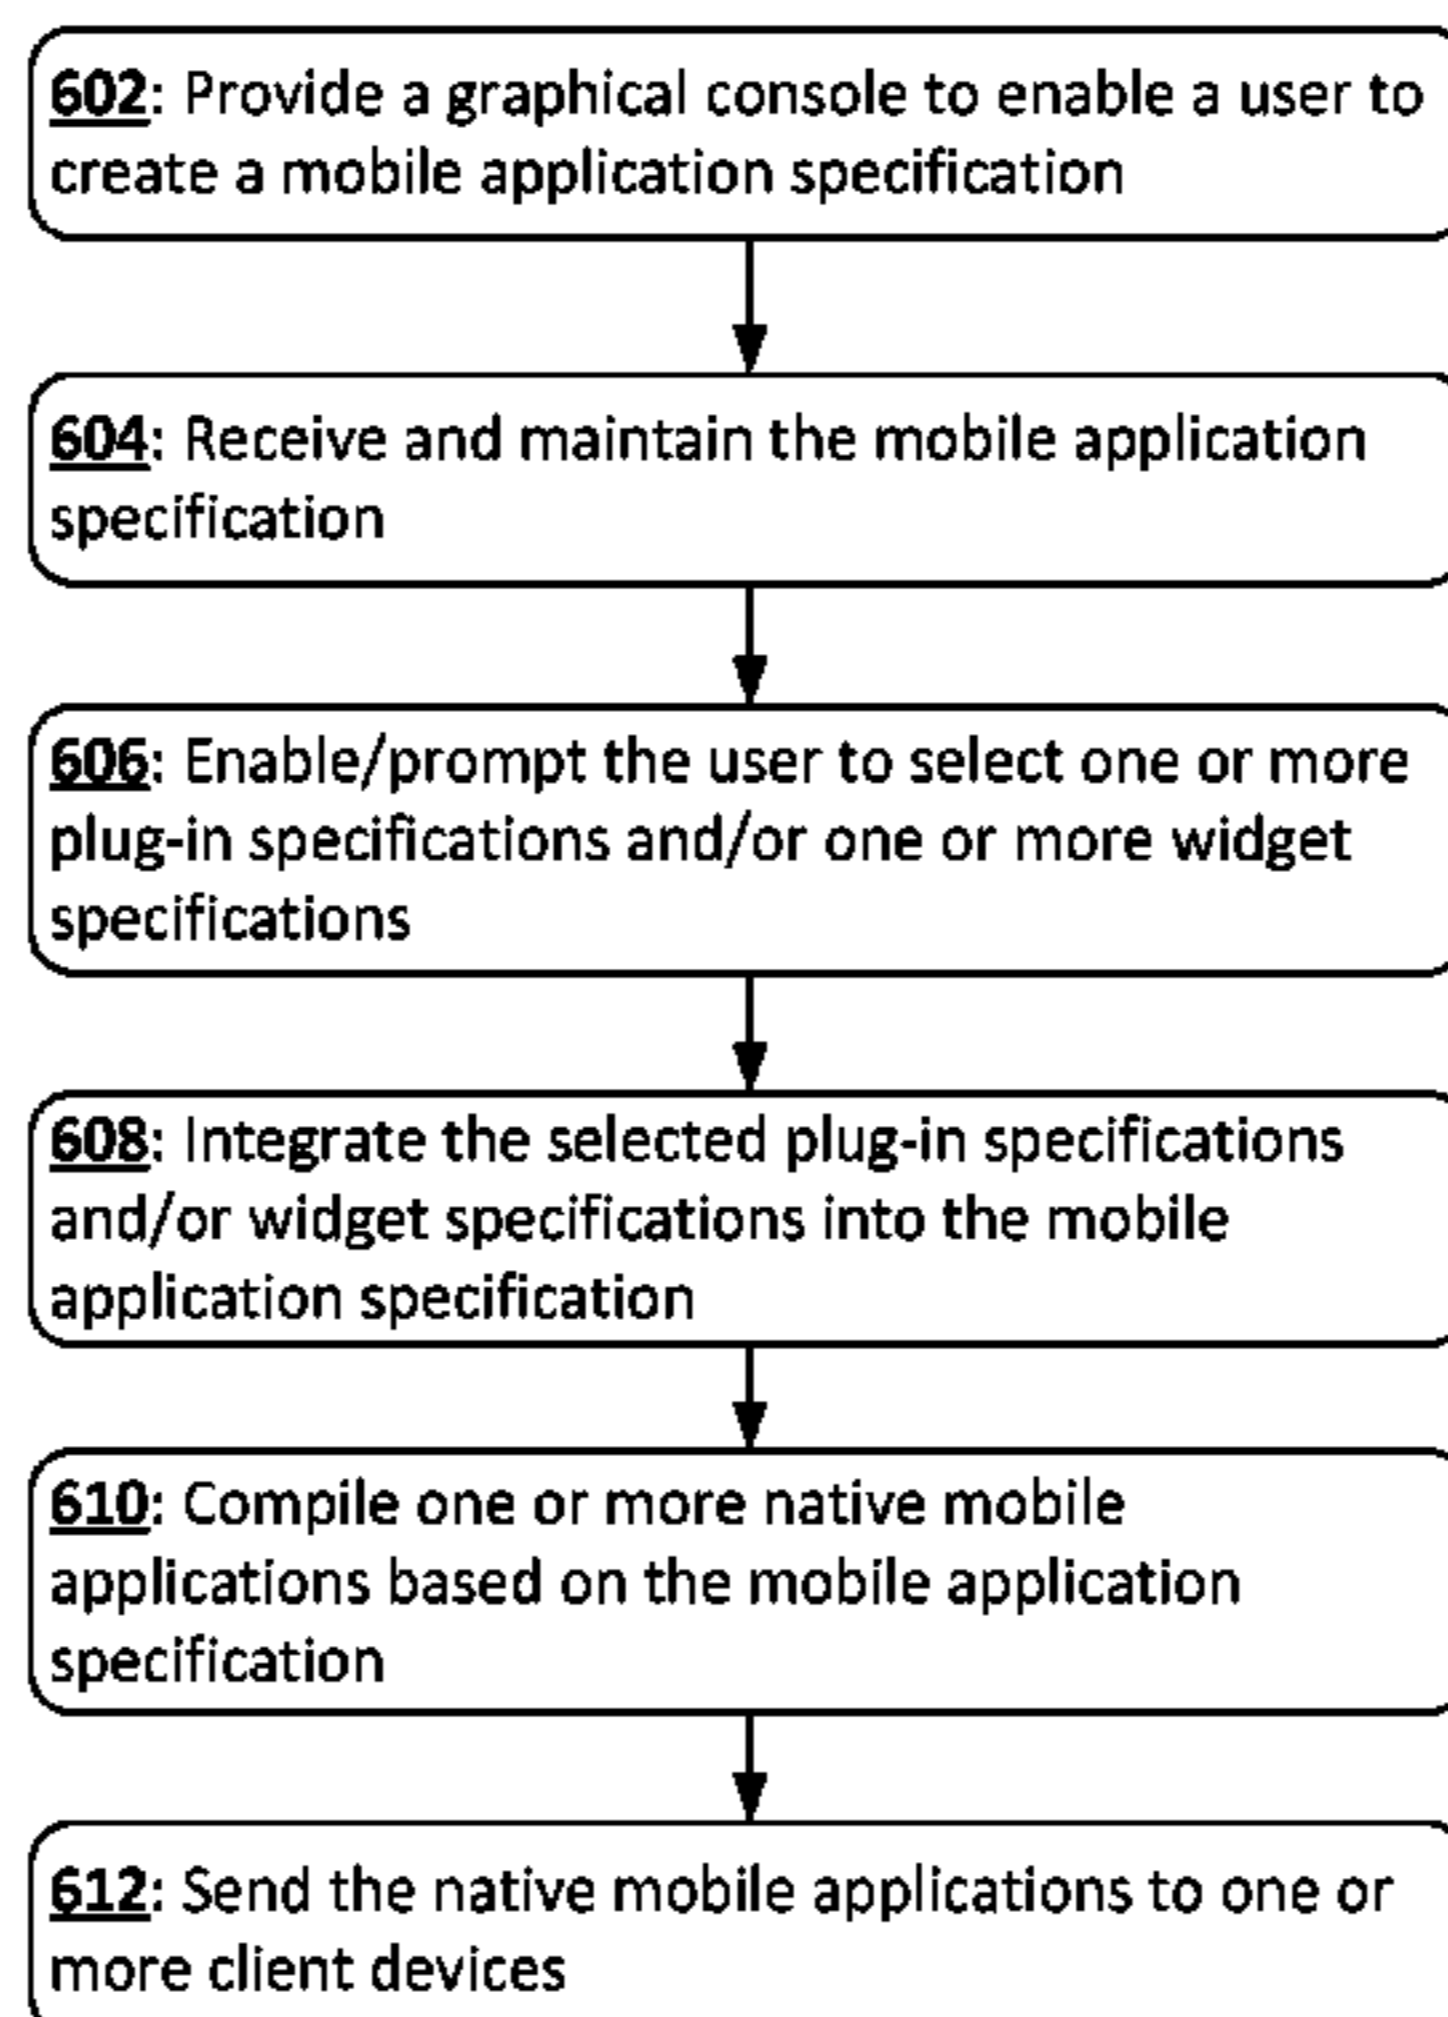 602: Provide a graphical console to enable a user to
create a mobile application specification
604: Receive and maintain the mobile application
specification
606: Enable/prompt the user to select one or more
plug-in specifications and/or one or more widget
specifications
608: Integrate the selected plug-in specifications
and/or widget specifications into the mobile
application specification
610: Compile one or more native mobile
applications based on the mobile application
specification
612: Send the native mobile applications to one or
more client devices